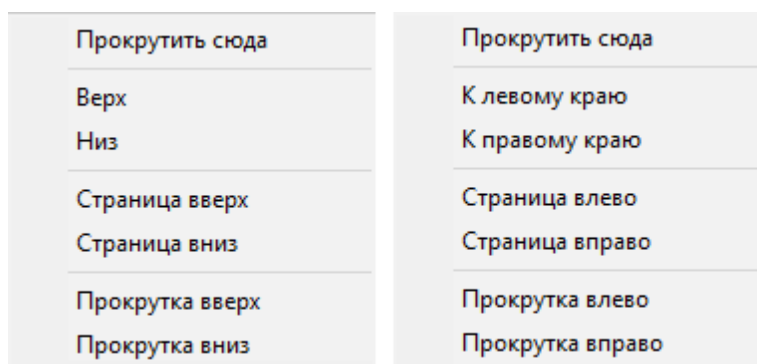 Прокрутить сюда
Верх
Низ
Страница вверх
Страница вниз
Прокрутка вверх
Прокрутка вниз
Прокрутить сюда
К левому краю
К правому краю
Страница влево
Страница вправо
Прокрутка влево
Прокрутка вправо